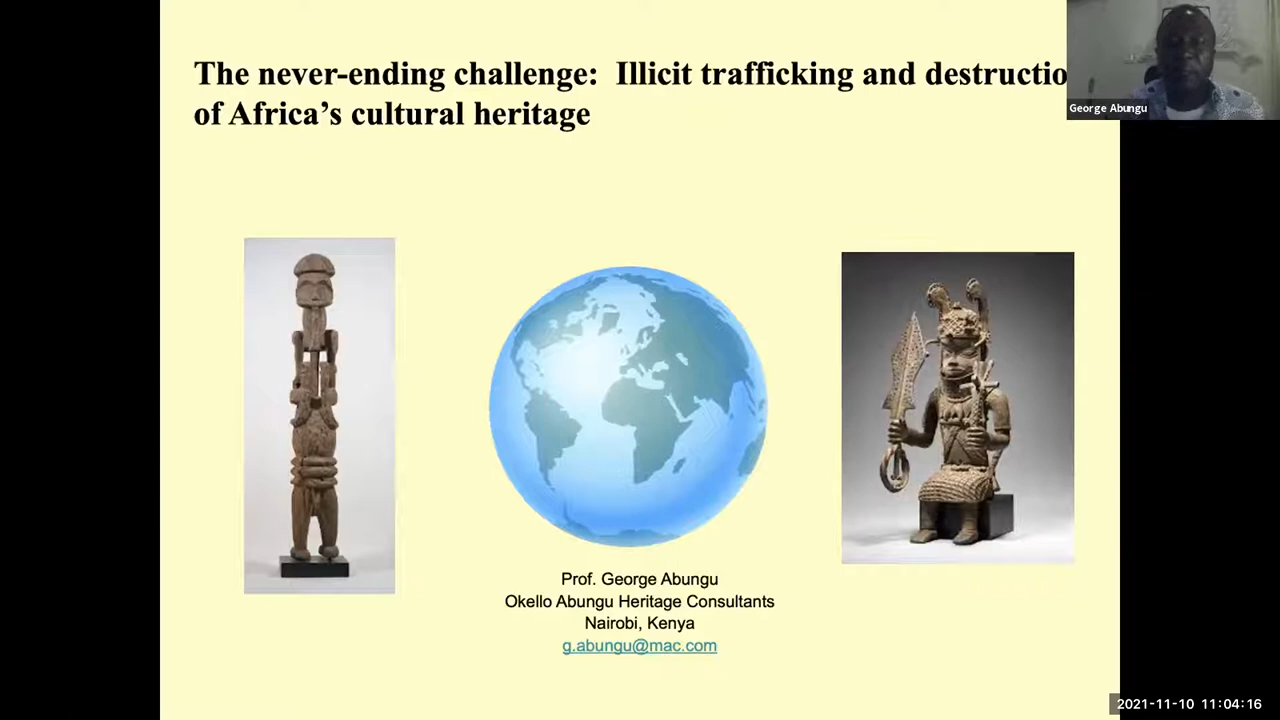 The never-ending challenge:  Illicit trafficking and destructio
of Africa's cultural heritage
George Abungu
Prof. George Abungu
Okello Abungu Heritage Consultants
Nairobi, Kenya
g.abungu@mac.com
2021-11-10 11:04:16